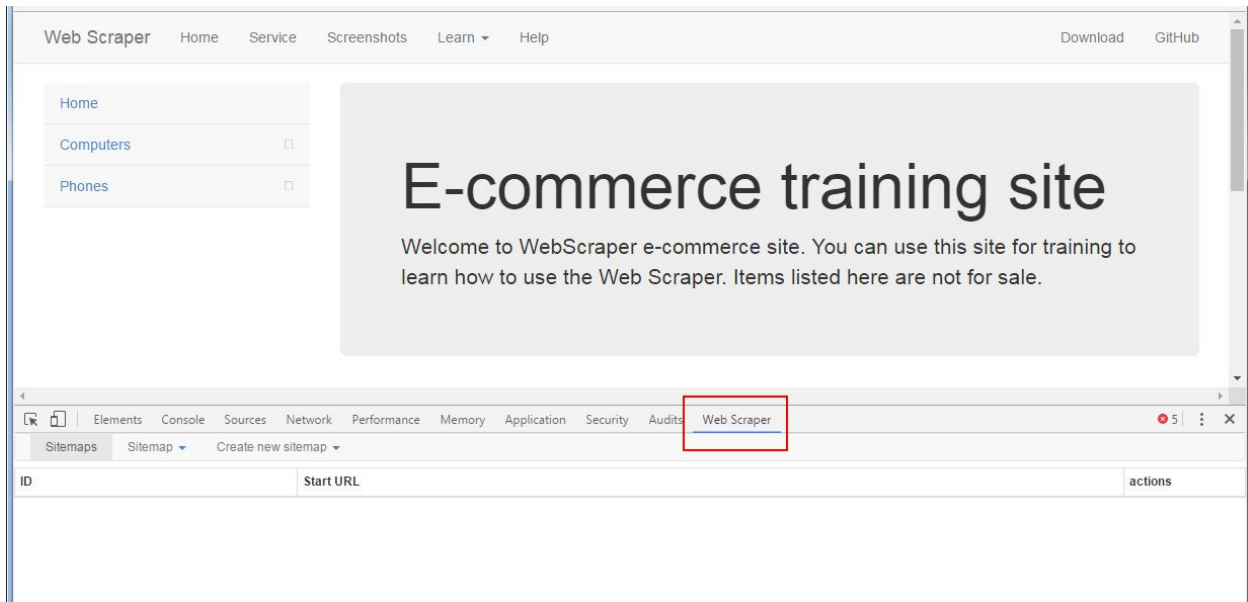 Web Scraper Home Service Screenshots Learn Help Download GitHub
Home
Computers
Phones
E-commerce training site
Welcome to WebScraper e-commerce site. You can use this site for training to
learn how to use the Web Scraper. Items listed here are not for sale.
Elements Console Sources Network Performance Memory Application Security Audits Web Scraper 5
Sitemaps Sitemap Create new sitemap
ID Start URL actions